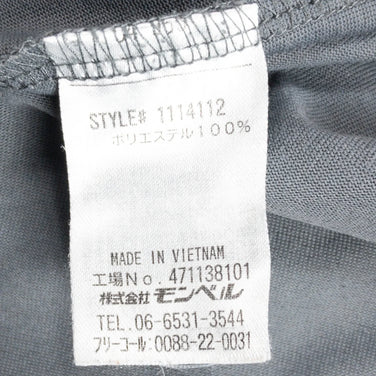 STYLE# 1114112
ポリエステル100%
MADE IN VIETNAM
工場No. 471138101
株式会社 モンベル
TEL. 06-6531-3544
フリーコール: 0088-22-0031